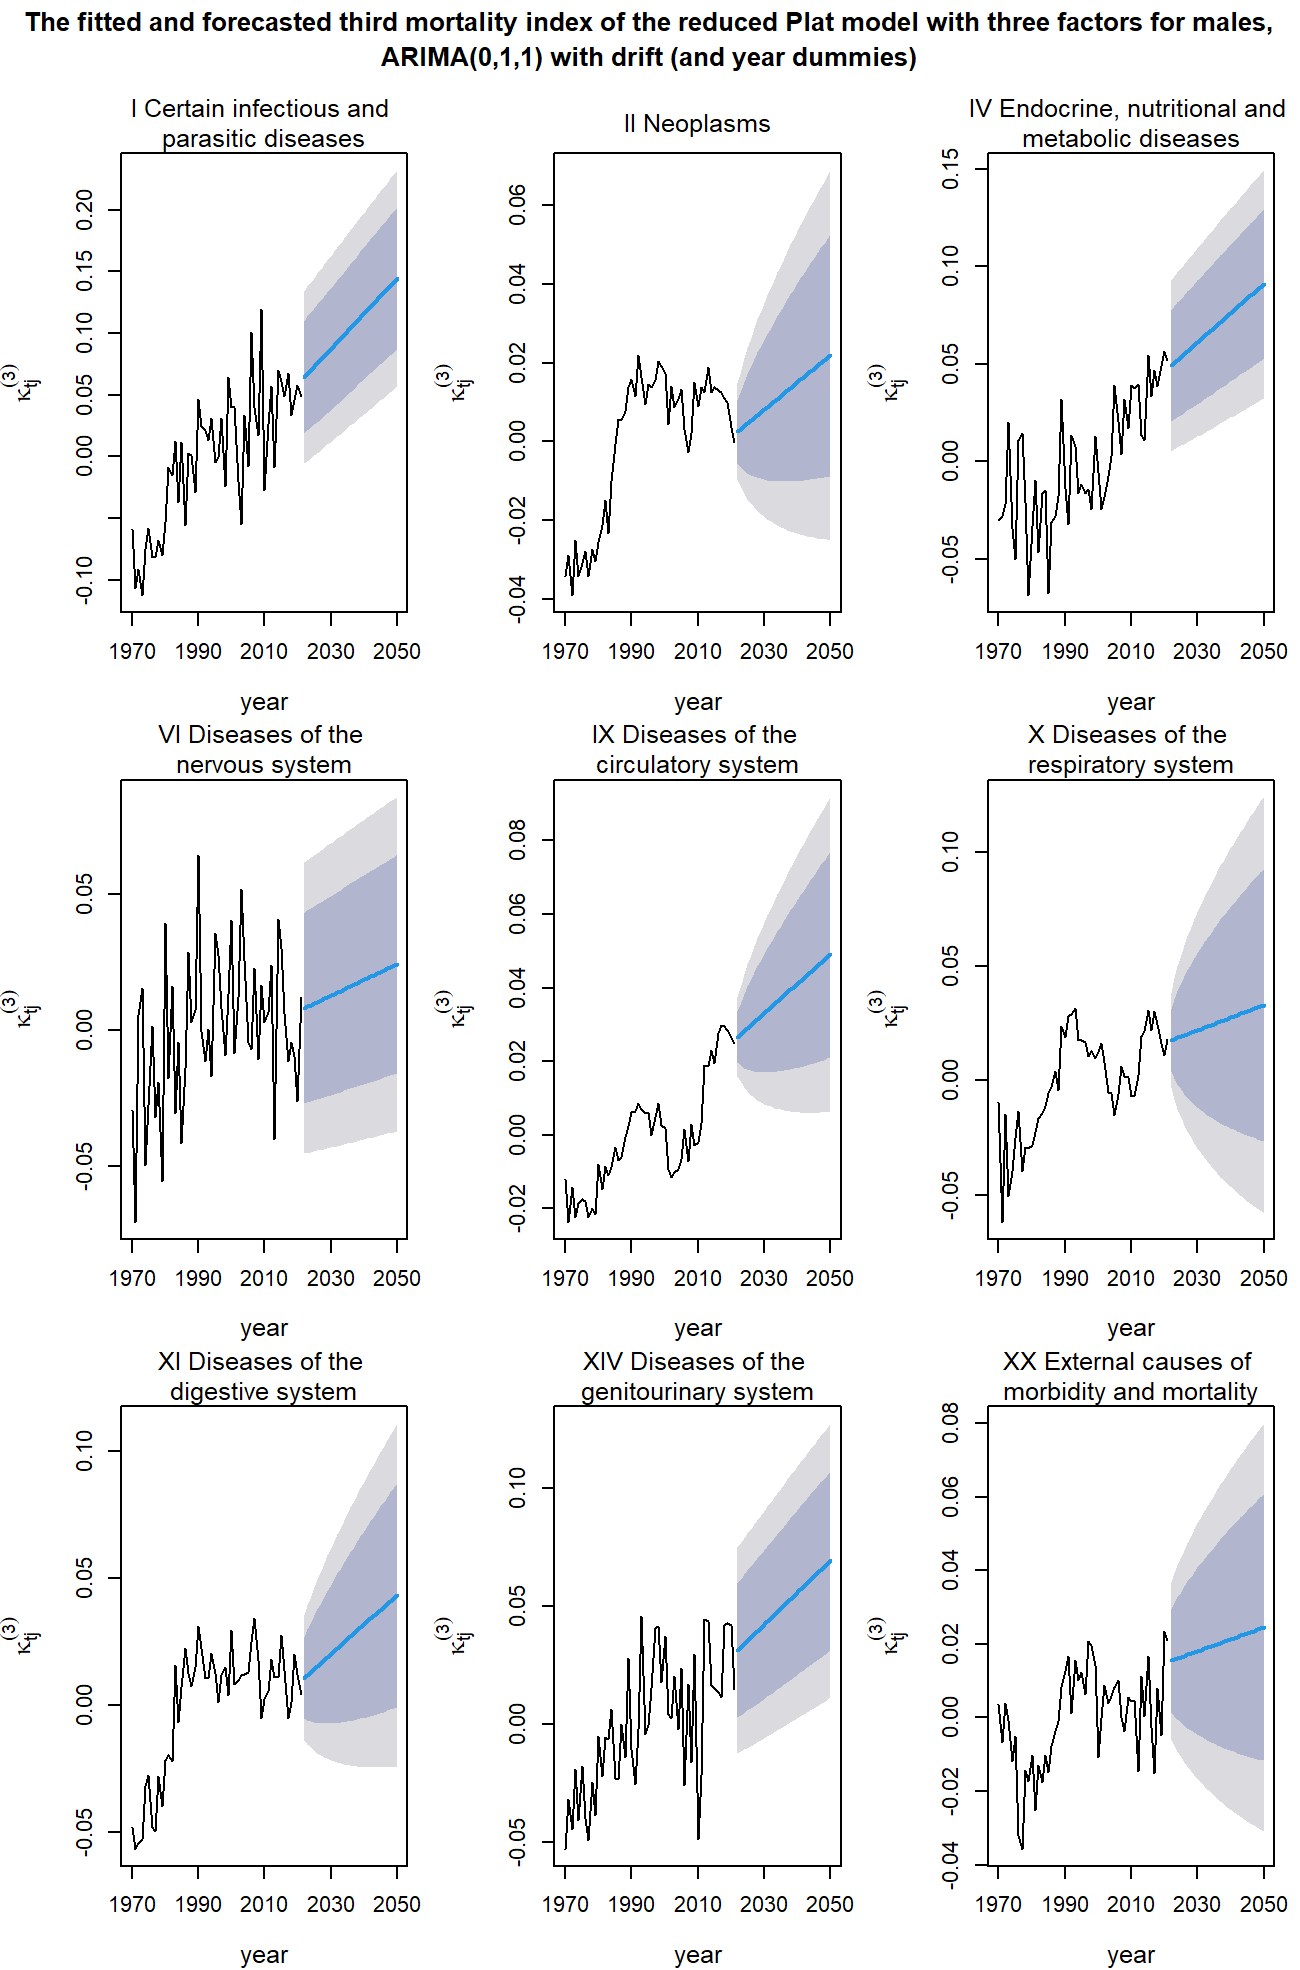 The fitted and forecasted third mortality index of the reduced Plat model with three factors for males,
ARIMA(0,1,1) with drift (and year dummies)
I Certain infectious and
parasitic diseases
κtj(3)
0.20
0.15
0.10
0.05
0.00
-0.10
1970 1990 2010 2030 2050
year
II Neoplasms
κtj(3)
0.06
0.04
0.02
0.00
-0.02
-0.04
1970 1990 2010 2030 2050
year
IV Endocrine, nutritional and
metabolic diseases
κtj(3)
0.15
0.10
0.05
0.00
-0.05
1970 1990 2010 2030 2050
year
VI Diseases of the
nervous system
κtj(3)
0.05
0.00
-0.05
1970 1990 2010 2030 2050
year
IX Diseases of the
circulatory system
κtj(3)
0.08
0.06
0.04
0.02
0.00
-0.02
1970 1990 2010 2030 2050
year
X Diseases of the
respiratory system
κtj(3)
0.10
0.05
0.00
-0.05
1970 1990 2010 2030 2050
year
XI Diseases of the
digestive system
κtj(3)
0.10
0.05
0.00
-0.05
1970 1990 2010 2030 2050
year
XIV Diseases of the
genitourinary system
κtj(3)
0.10
0.05
0.00
-0.05
1970 1990 2010 2030 2050
year
XX External causes of
morbidity and mortality
κtj(3)
0.08
0.06
0.04
0.02
0.00
-0.02
-0.04
1970 1990 2010 2030 2050
year